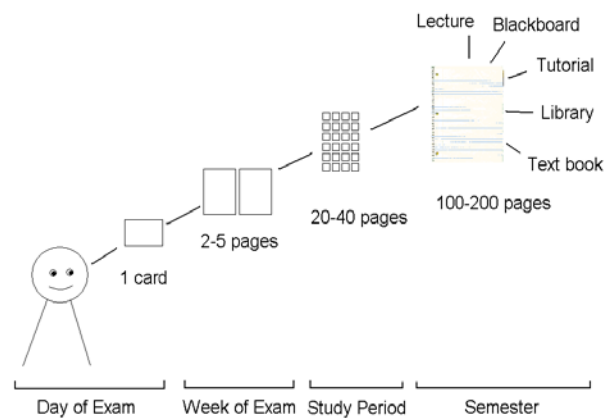 Lecture
Blackboard
Tutorial
Library
Text book
100-200 pages
20-40 pages
2-5 pages
1 card
Day of Exam
Week of Exam
Study Period
Semester